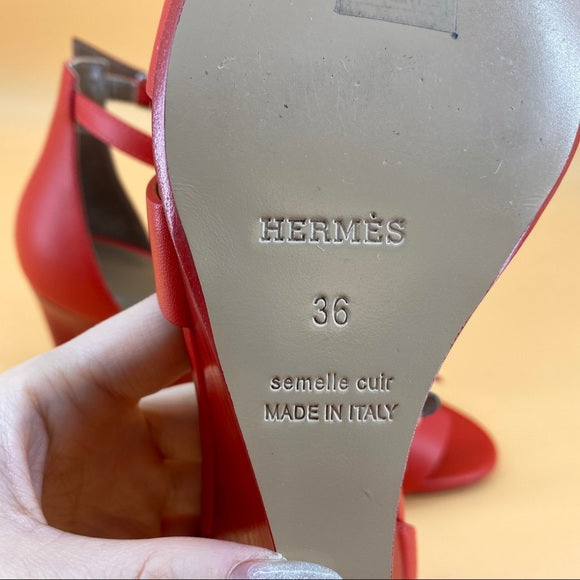 HERMÈS
36
semelle cuir
MADE IN ITALY